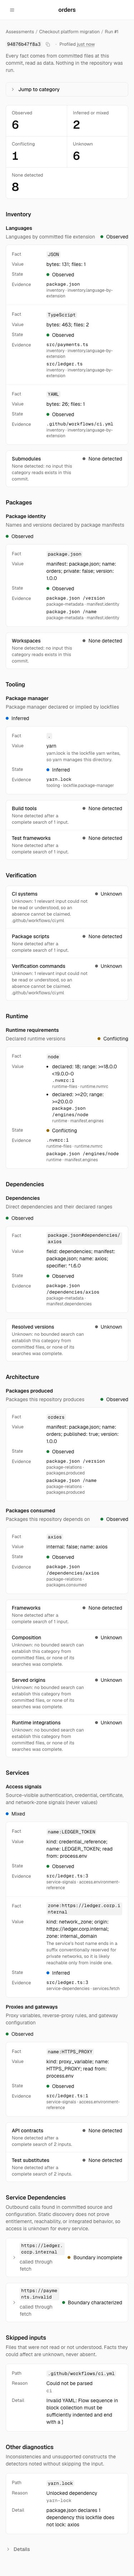 orders
Assessments / Checkout platform migration / Run #1
94876b47f8a3 Profiled just now
Every fact comes from committed files at this
commit, read as data. Nothing in the repository was
run.
Jump to category
Observed
6
Inferred or mixed
2
Conflicting
1
Unknown
6
None detected
8
Inventory
Languages
Languages by committed file extension Observed
Fact JSON
Value bytes: 131; files: 1
State Observed
Evidence package.json
inventory · inventory.language-by-
extension
Fact TypeScript
Value bytes: 463; files: 2
State Observed
Evidence src/payments.ts
inventory · inventory.language-by-
extension
src/ledger.ts
inventory · inventory.language-by-
extension
Fact YAML
Value bytes: 26; files: 1
State Observed
Evidence .github/workflows/ci.yml
inventory · inventory.language-by-
extension
Submodules None detected
None detected: no input this
category reads exists in this
commit.
Packages
Package identity
Names and versions declared by package manifests
Observed
Fact package.json
Value manifest: package.json; name:
orders; private: false; version:
1.0.0
State Observed
Evidence package.json /version
package-metadata · manifest.identity
package.json /name
package-metadata · manifest.identity
Workspaces None detected
None detected: no input this
category reads exists in this
commit.
Tooling
Package manager
Package manager declared or implied by lockfiles
Inferred
Fact
Value yarn
yarn.lock is the lockfile yarn writes,
so yarn manages this directory.
State Inferred
Evidence yarn.lock
tooling · lockfile.package-manager
Build tools None detected
None detected after a
complete search of 1 input.
Test frameworks None detected
None detected after a
complete search of 1 input.
Verification
CI systems Unknown
Unknown: 1 relevant input could not
be read or understood, so an
absence cannot be claimed.
.github/workflows/ci.yml
Package scripts None detected
None detected after a
complete search of 1 input.
Verification commands Unknown
Unknown: 1 relevant input could not
be read or understood, so an
absence cannot be claimed.
.github/workflows/ci.yml
Runtime
Runtime requirements
Declared runtime versions Conflicting
Fact node
Value declared: 18; range: >=18.0.0
<19.0.0-0
.nvmrc:1
runtime-files · runtime.nvmrc
declared: >=20; range:
>=20.0.0
package.json
/engines/node
runtime · manifest.engines
State Conflicting
Evidence .nvmrc:1
runtime-files · runtime.nvmrc
package.json /engines/node
runtime · manifest.engines
Dependencies
Dependencies
Direct dependencies and their declared ranges
Observed
Fact package.json#dependencies/
axios
Value field: dependencies; manifest:
package.json; name: axios;
specifier: ^1.6.0
State Observed
Evidence package.json
/dependencies/axios
package-metadata ·
manifest.dependencies
Resolved versions Unknown
Unknown: no bounded search can
establish this category from
committed files, or none of its
searches was complete.
Architecture
Packages produced
Packages this repository produces Observed
Fact orders
Value manifest: package.json; name:
orders; published: true; version:
1.0.0
State Observed
Evidence package.json /version
package-relations ·
packages.produced
package.json /name
package-relations ·
packages.produced
Packages consumed
Packages this repository depends on Observed
Fact axios
Value internal: false; name: axios
State Observed
Evidence package.json
/dependencies/axios
package-relations ·
packages.consumed
Frameworks None detected
None detected after a
complete search of 1 input.
Composition Unknown
Unknown: no bounded search can
establish this category from
committed files, or none of its
searches was complete.
Served origins Unknown
Unknown: no bounded search can
establish this category from
committed files, or none of its
searches was complete.
Runtime integrations Unknown
Unknown: no bounded search can
establish this category from
committed files, or none of its
searches was complete.
Services
Access signals
Source-visible authentication, credential, certificate,
and network-zone signals (never values)
Mixed
Fact name:LEDGER_TOKEN
Value kind: credential_reference;
name: LEDGER_TOKEN; read
from: process.env
State Observed
Evidence src/ledger.ts:3
service-signals · access.environment-
reference
Fact zone:https://ledger.corp.i
nternal
Value kind: network_zone; origin:
https://ledger.corp.internal;
zone: internal_domain
The service's host name ends in a
suffix conventionally reserved for
private networks, so it is likely
reachable only from inside one.
State Inferred
Evidence src/ledger.ts:3
service-dependencies · services.fetch
Proxies and gateways
Proxy variables, reverse-proxy rules, and gateway
configuration
Observed
Fact name:HTTPS_PROXY
Value kind: proxy_variable; name:
HTTPS_PROXY; read from:
process.env
State Observed
Evidence src/ledger.ts:1
service-signals · access.environment-
reference
API contracts None detected
None detected after a
complete search of 2 inputs.
Test substitutes None detected
None detected after a
complete search of 2 inputs.
Service Dependencies
Outbound calls found in committed source and
configuration. Static discovery does not prove
entitlement, reachability, or integrated behavior, so
access is Unknown for every service.
https://ledger.
corp.internal
called through
fetch
Boundary incomplete
https://payme
nts.invalid
called through
fetch
Boundary characterized
Skipped inputs
Files that were not read or not understood. Facts they
could affect are unknown, never absent.
Path .github/workflows/ci.yml
Reason Could not be parsed
ci
Detail Invalid YAML: Flow sequence in
block collection must be
sufficiently indented and end
with a ]
Other diagnostics
Inconsistencies and unsupported constructs the
detectors noted without skipping the input.
Path yarn.lock
Reason Unlocked dependency
yarn-lock
Detail package.json declares 1
dependency this lockfile does
not lock: axios
Details